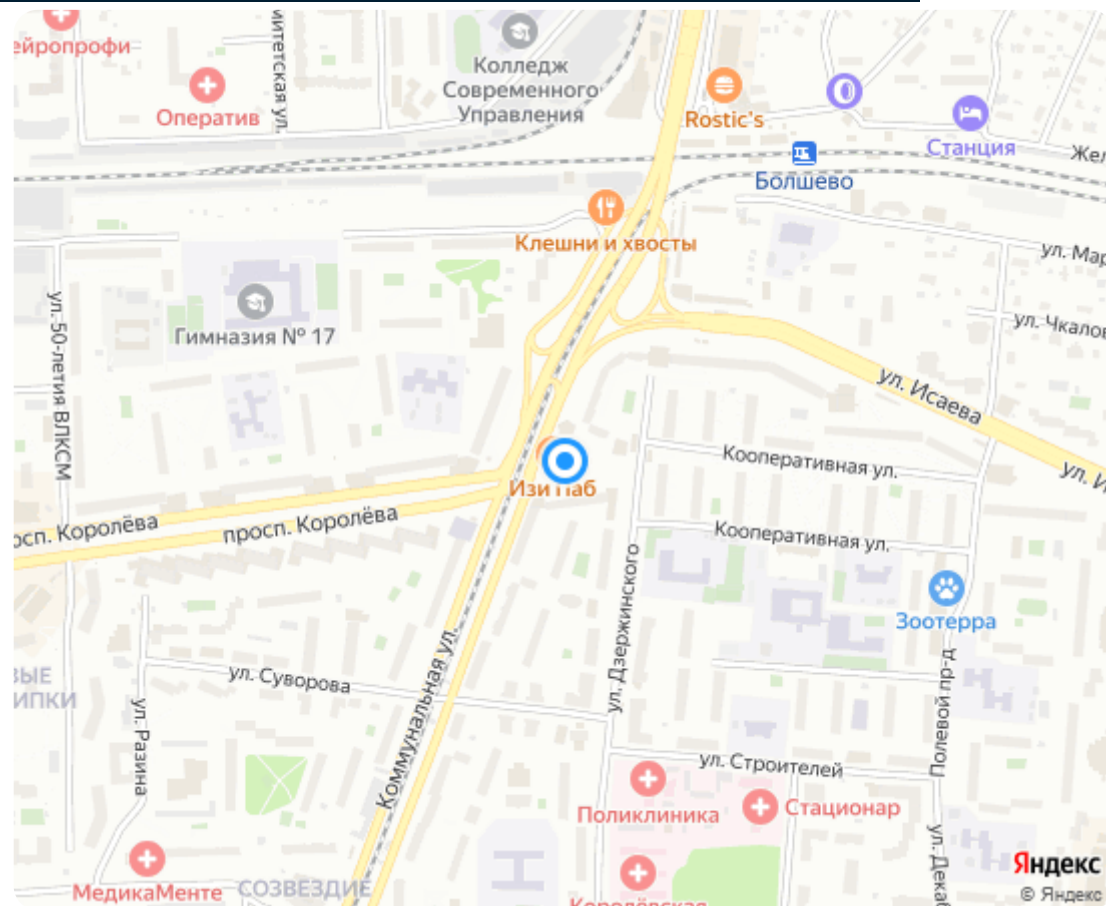 ейропрофи
итетская ул.
Оператив
Колледж
Современного
Управления
Rostic's
Станция
Болшево
Жел
Клешни и хвосты
ул. Мар
ул. Чкалов
Гимназия № 17
ул. 50-летия ВЛКСМ
ул. Исаева
ул. И
Кооперативная ул.
Изи Паб
просп. Королёва
осп. Королёва
Кооперативная ул.
Зоотерра
ул. Дзержинского
Полевой пр-д
ул. Суворова
ВЫЕ
ИПКИ
ул. Разина
Коммунальная ул.
ул. Строителей
Поликлиника
Стационар
ул. Декаб
МедикаМенте
СОЗВЕЗДИЕ
Королёвская
Яндекс
© Яндекс